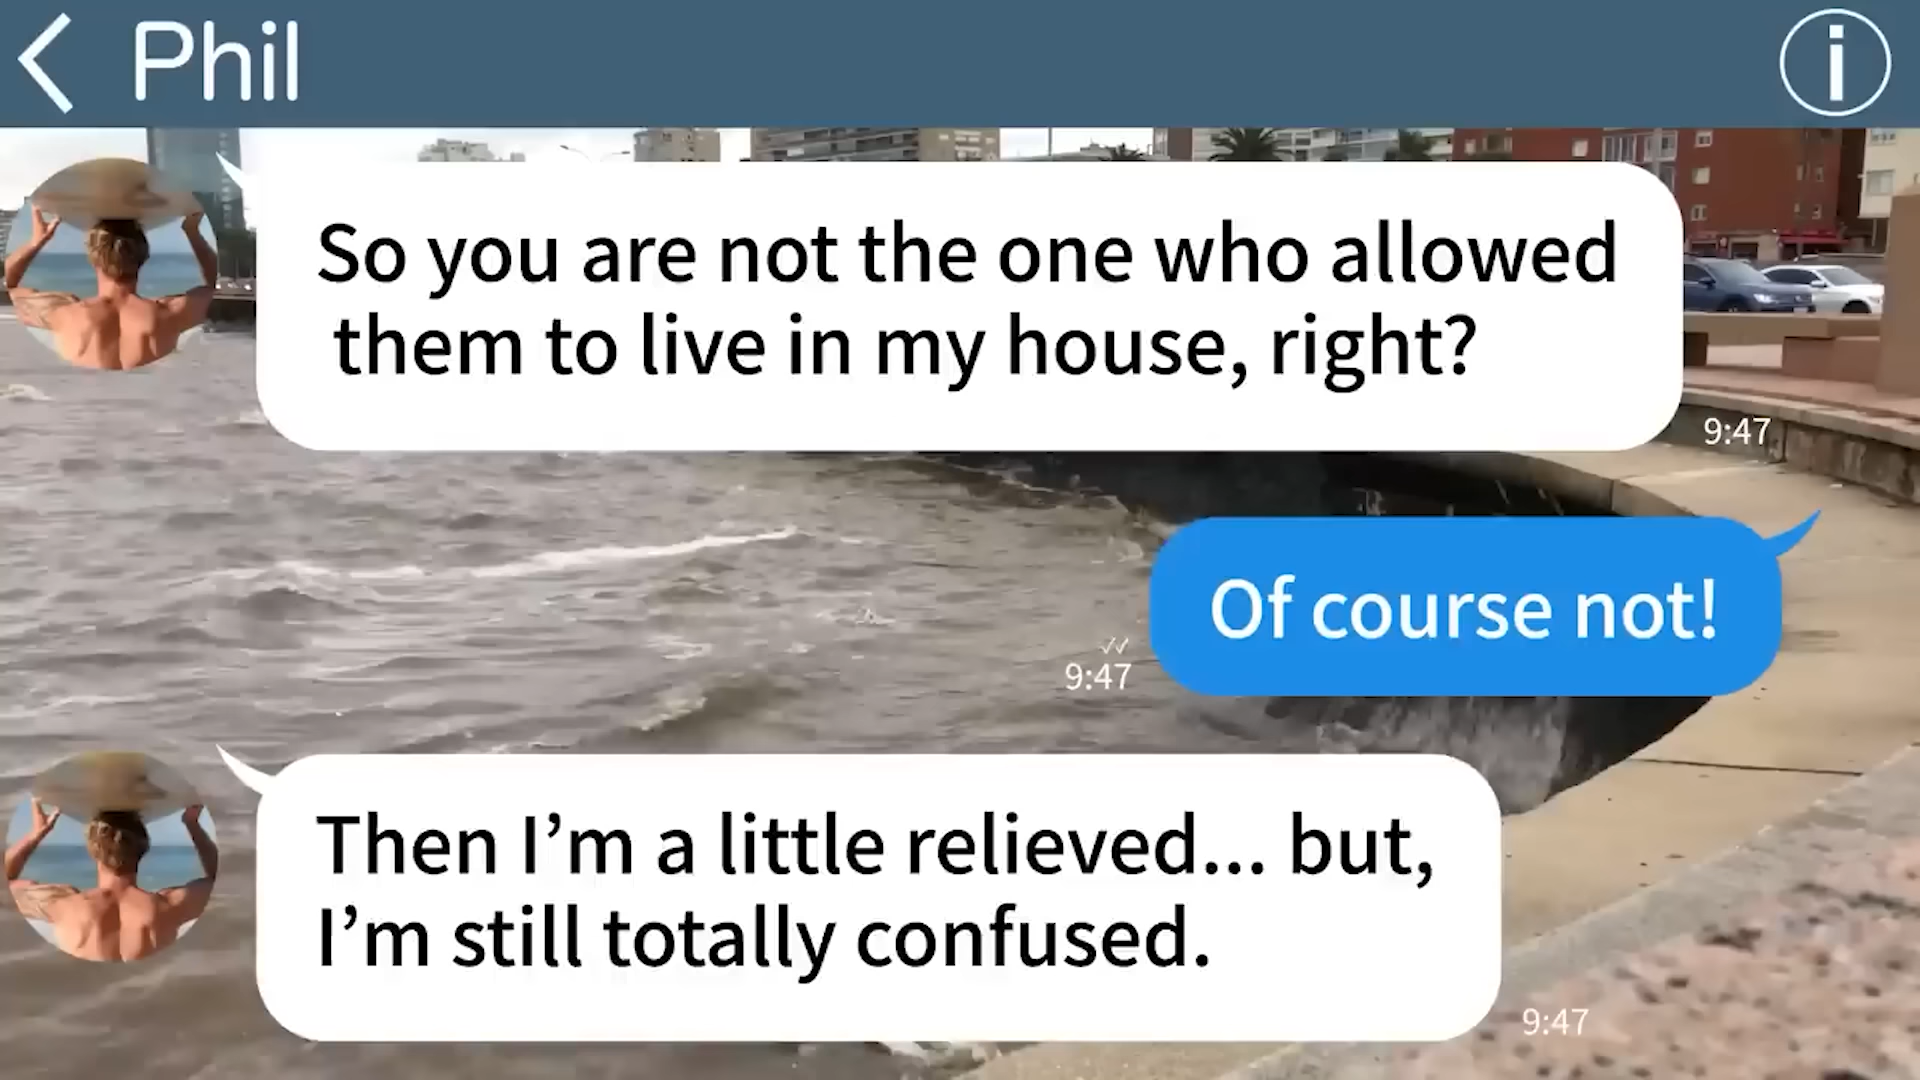 Phil
So you are not the one who allowed
them to live in my house, right?
9:47
Of course not!
9:47
Then I’m a little relieved... but,
I’m still totally confused.
9:47